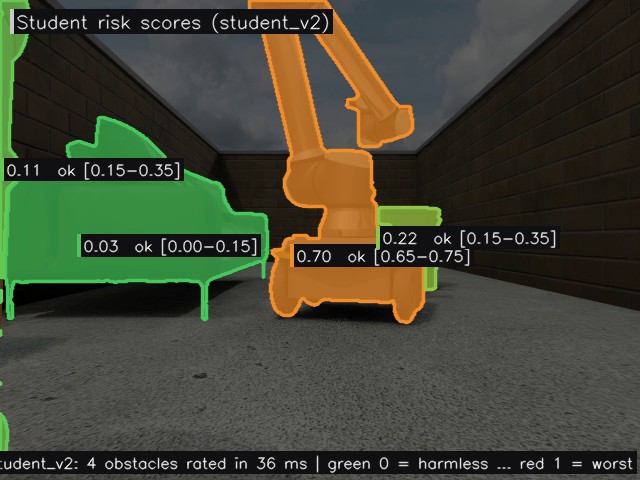 Student risk scores (student_v2)
0.11 ok [0.15-0.35]
0.03 ok [0.00-0.15]
0.22 ok [0.15-0.35]
0.70 ok [0.65-0.75]
tudent_v2: 4 obstacles rated in 36 ms | green 0 = harmless ... red 1 = worst